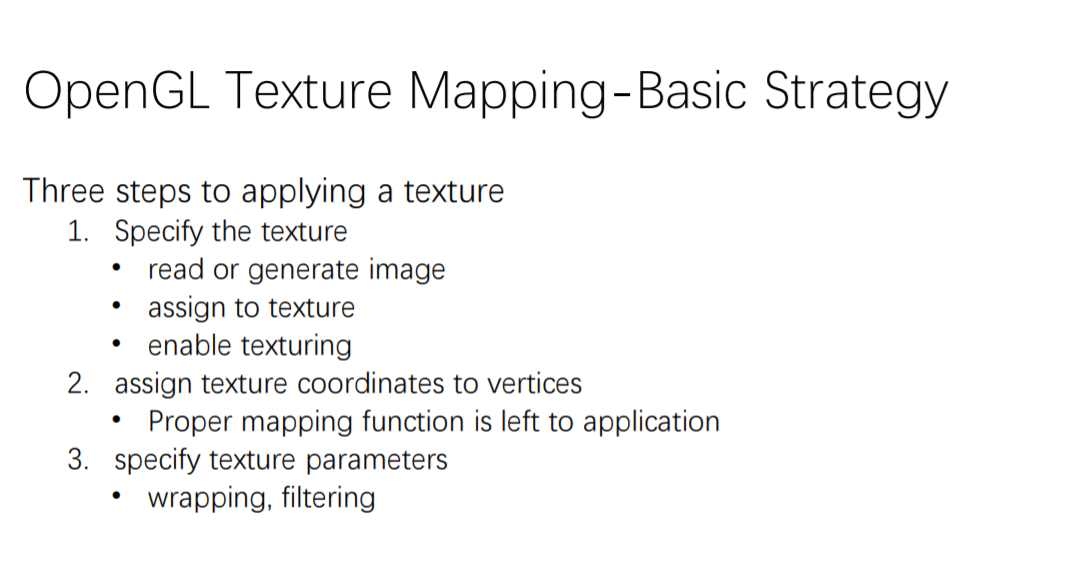 OpenGL Texture Mapping-Basic Strategy
Three steps to applying a texture
1. Specify the texture
• read or generate image
• assign to texture
• enable texturing
2. assign texture coordinates to vertices
• Proper mapping function is left to application
3. specify texture parameters
• wrapping, filtering